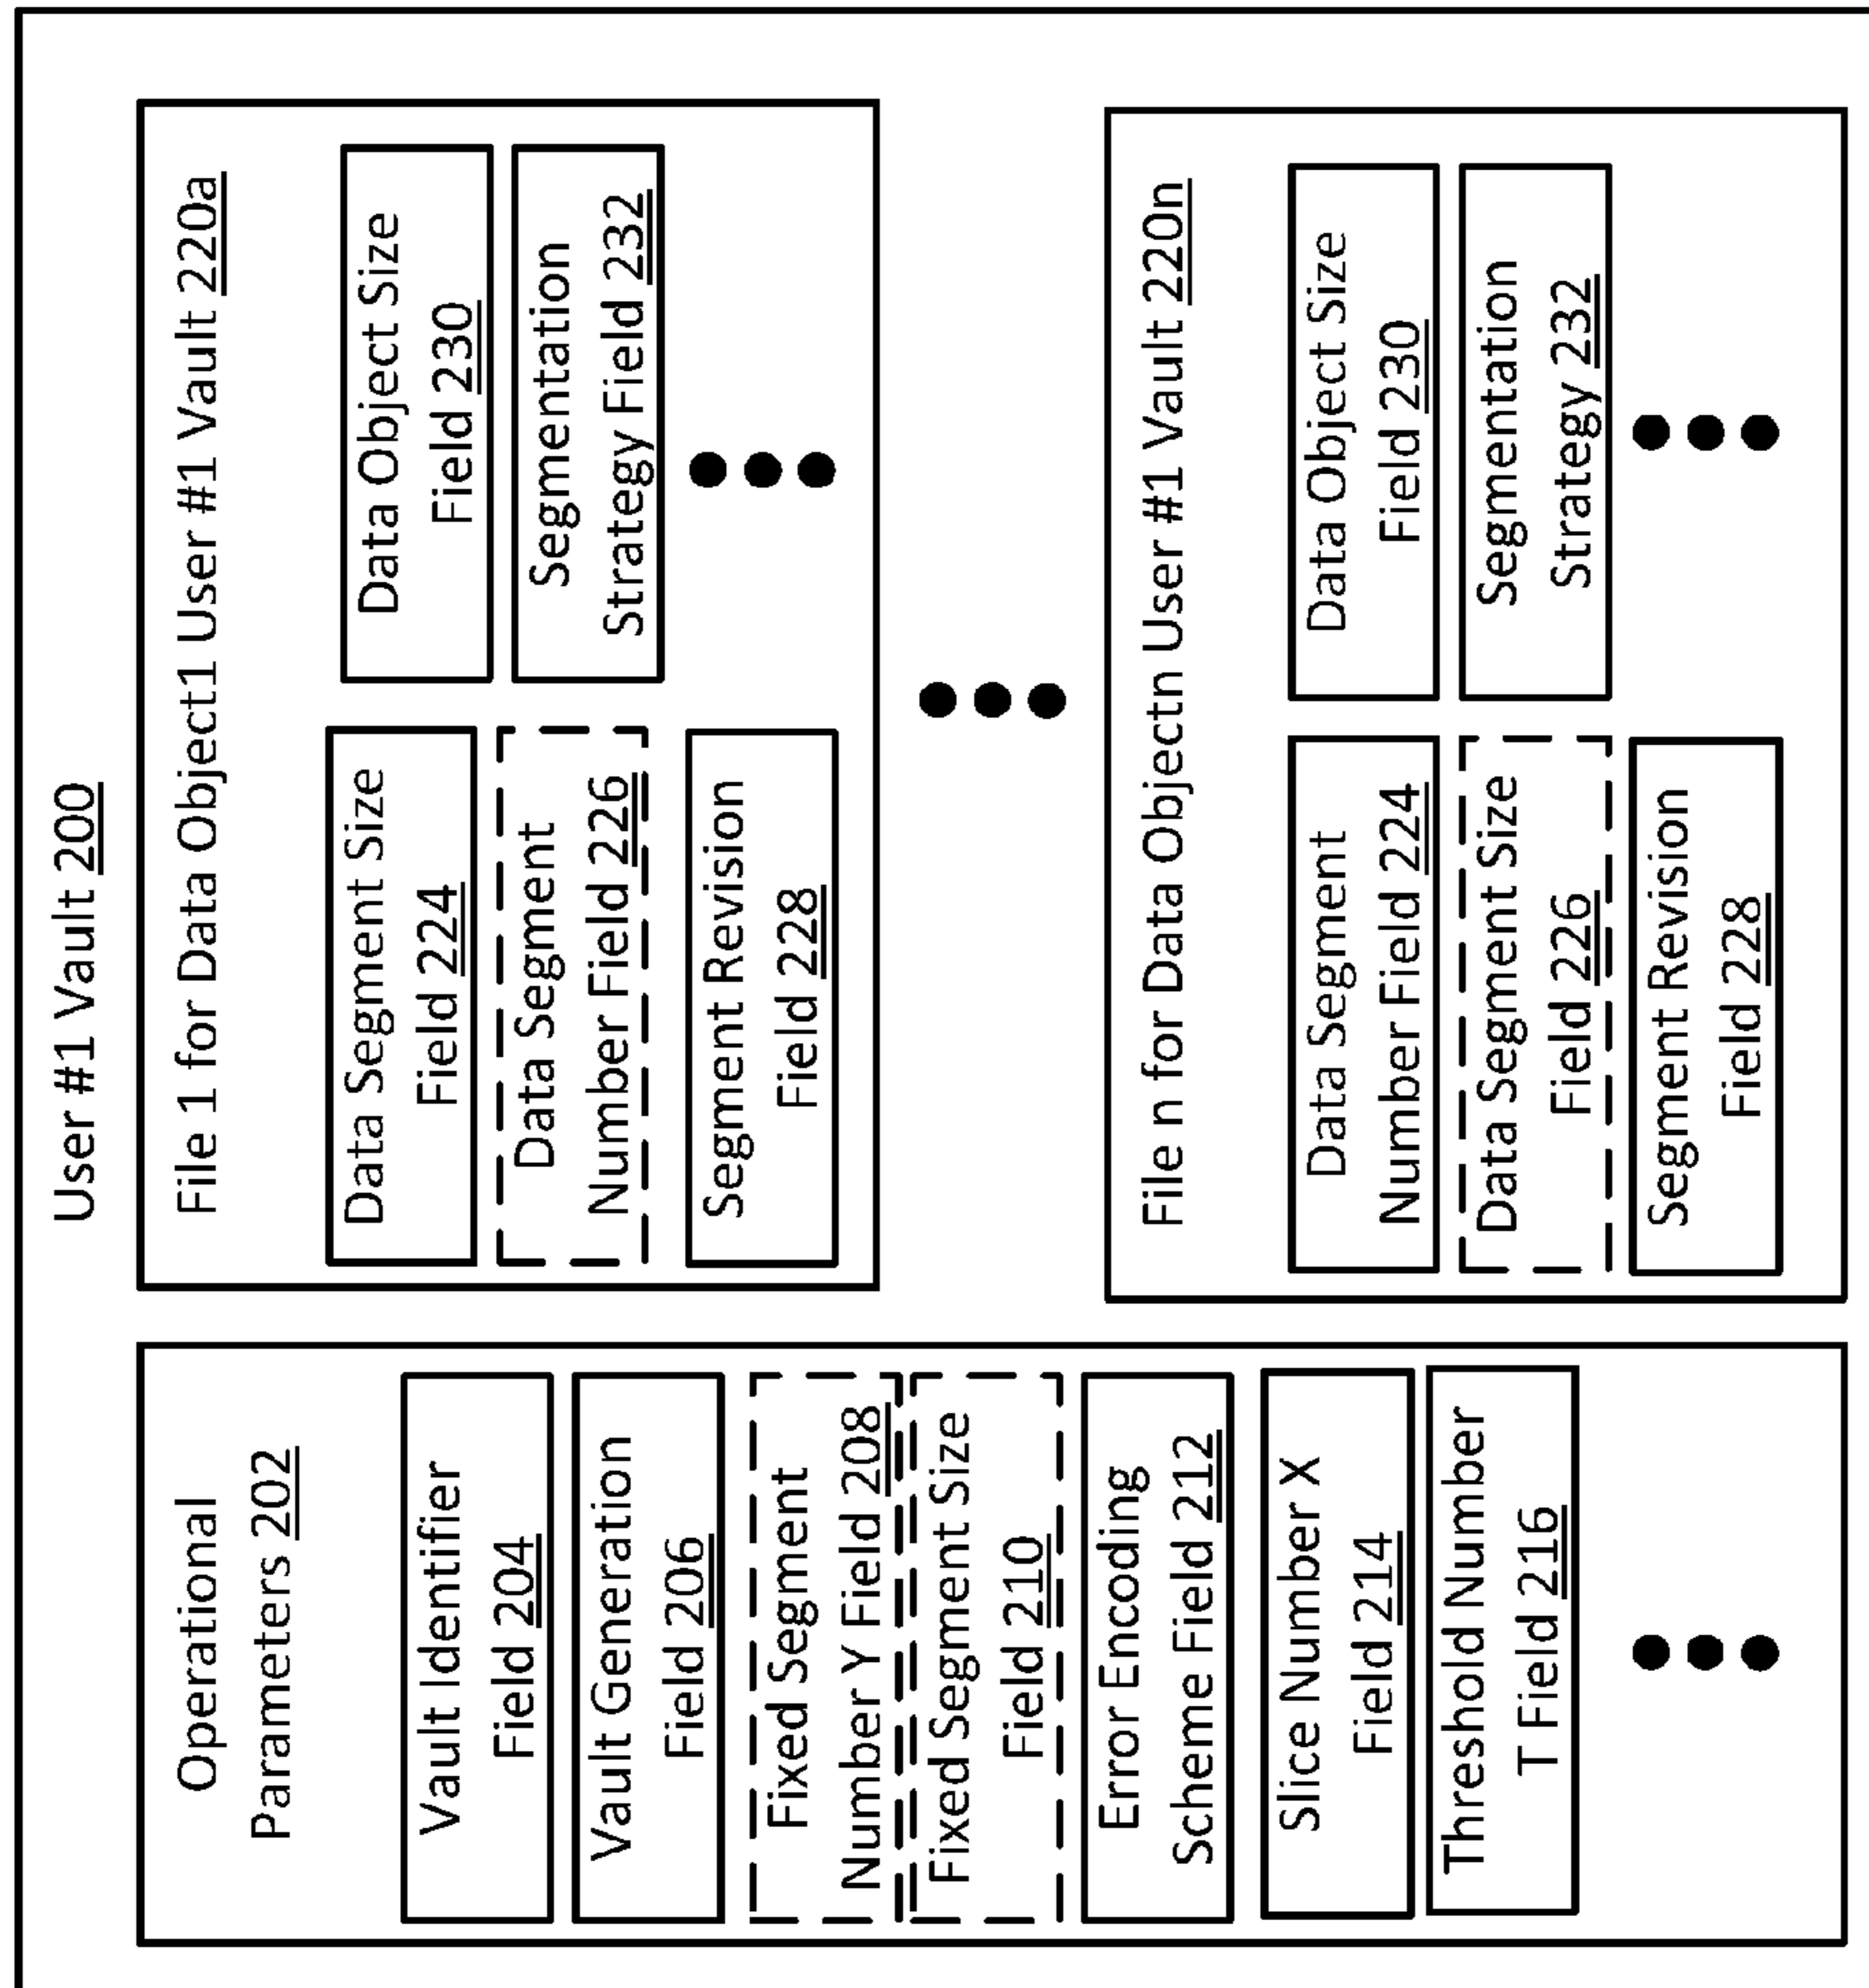 User #1 Vault 200
Operational
Parameters 202
Vault Identifier
Field 204
Vault Generation
Field 206
Fixed Segment
Number Y Field 208
Fixed Segment Size
Field 210
Error Encoding
Scheme Field 212
Slice Number X
Field 214
Threshold Number
T Field 216
File 1 for Data Object1 User #1 Vault 220a
Data Segment Size
Field 224
Data Segment
Number Field 226
Segment Revision
Field 228
Data Object Size
Field 230
Segmentation
Strategy Field 232
File n for Data Objectn User #1 Vault 220n
Data Segment
Number Field 224
Data Segment Size
Field 226
Segment Revision
Field 228
Data Object Size
Field 230
Segmentation
Strategy 232